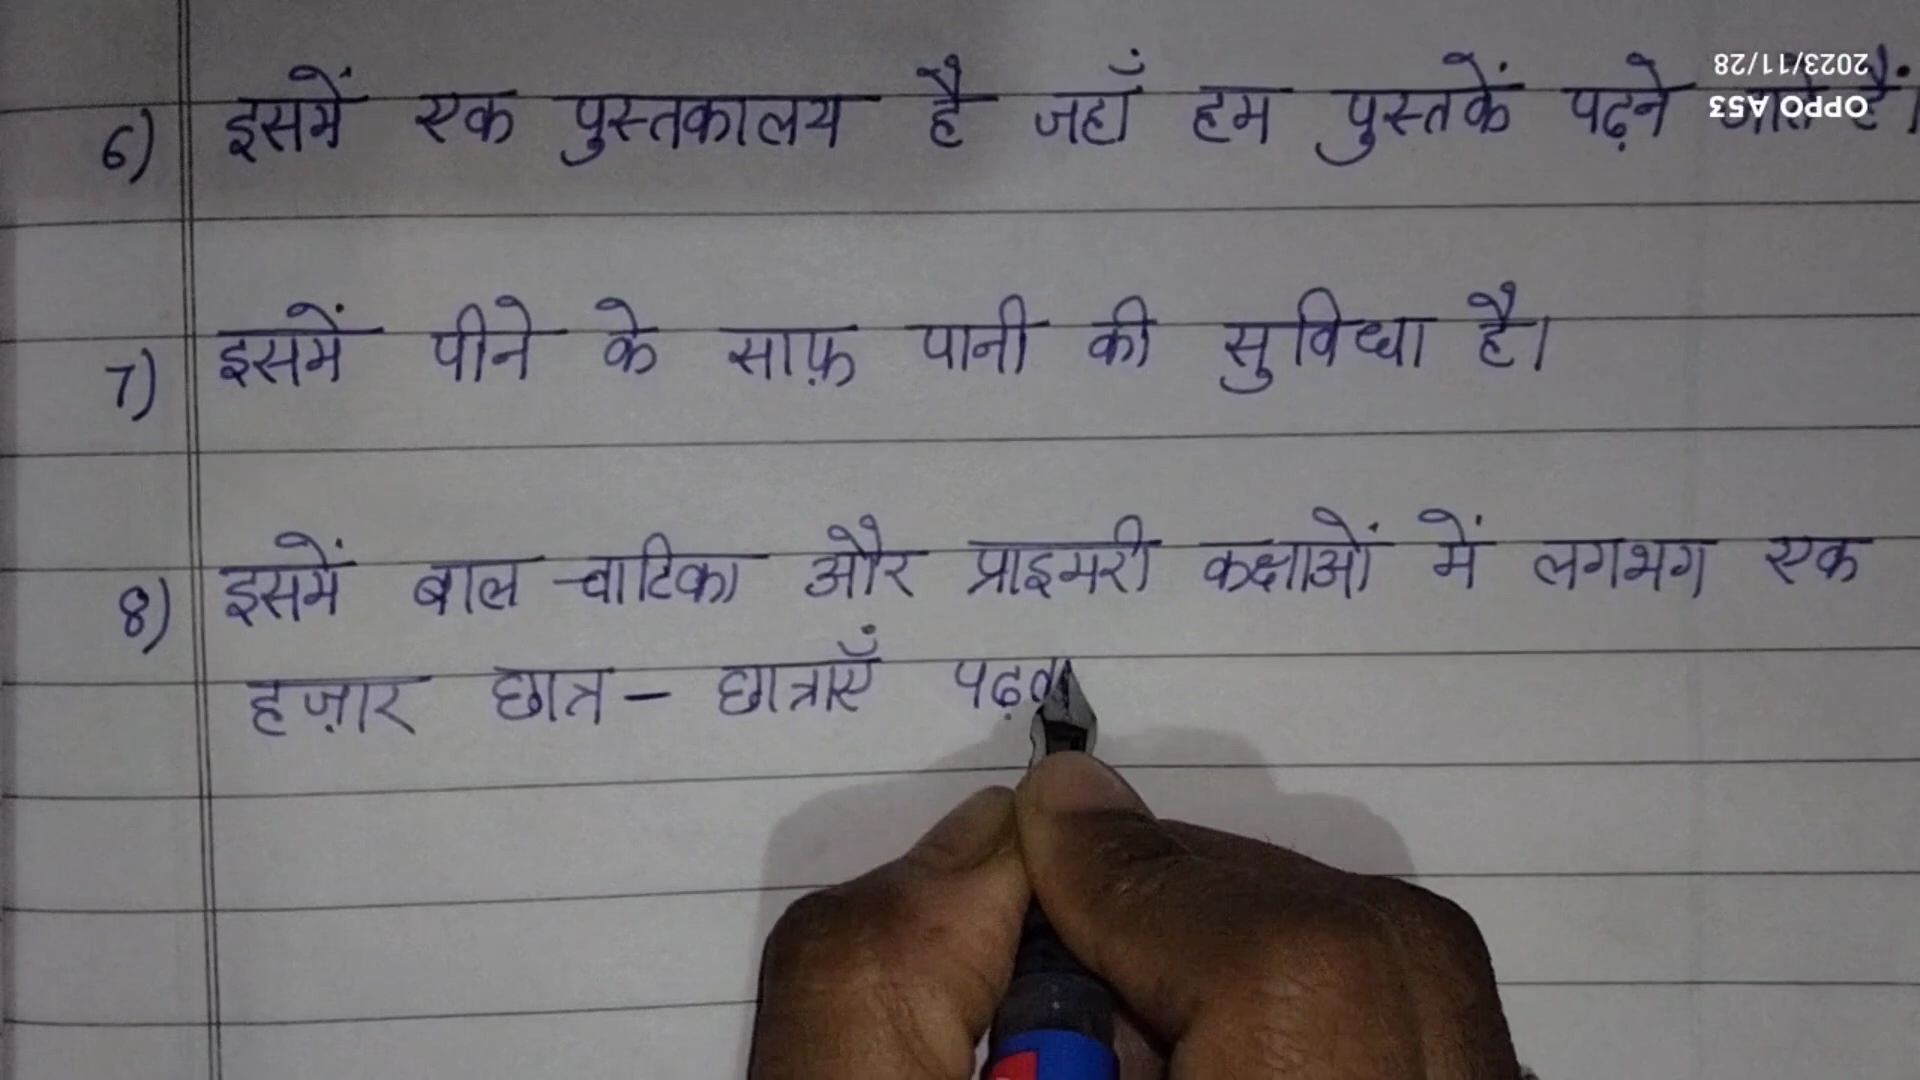 2023/11/28
OPPO A53
6) इसमें एक पुस्तकालय है जहाँ हम पुस्तकें पढ़ने जाते हैं।
7) इसमें पीने के साफ़ पानी की सुविधा है।
8) इसमें बाल -वाटिका और प्राइमरी कक्षाओं में लगभग एक
हज़ार छात्र - छात्राएँ